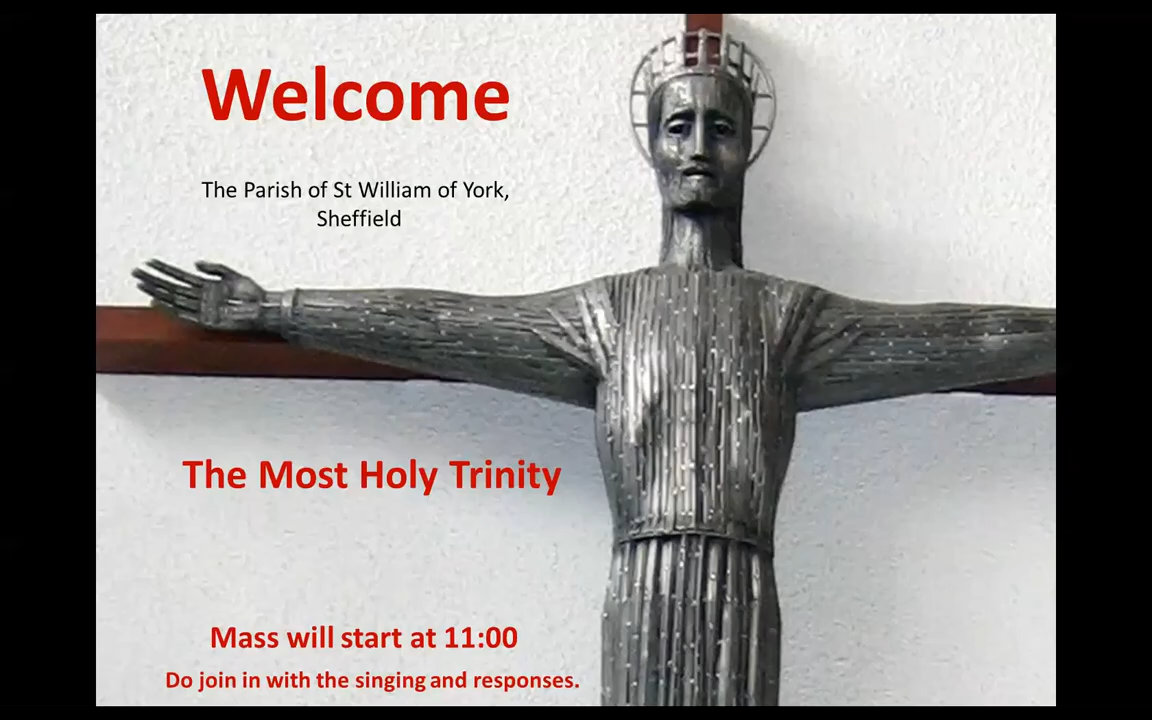 Welcome
The Parish of St William of York,
Sheffield
The Most Holy Trinity
Mass will start at 11:00
Do join in with the singing and responses.